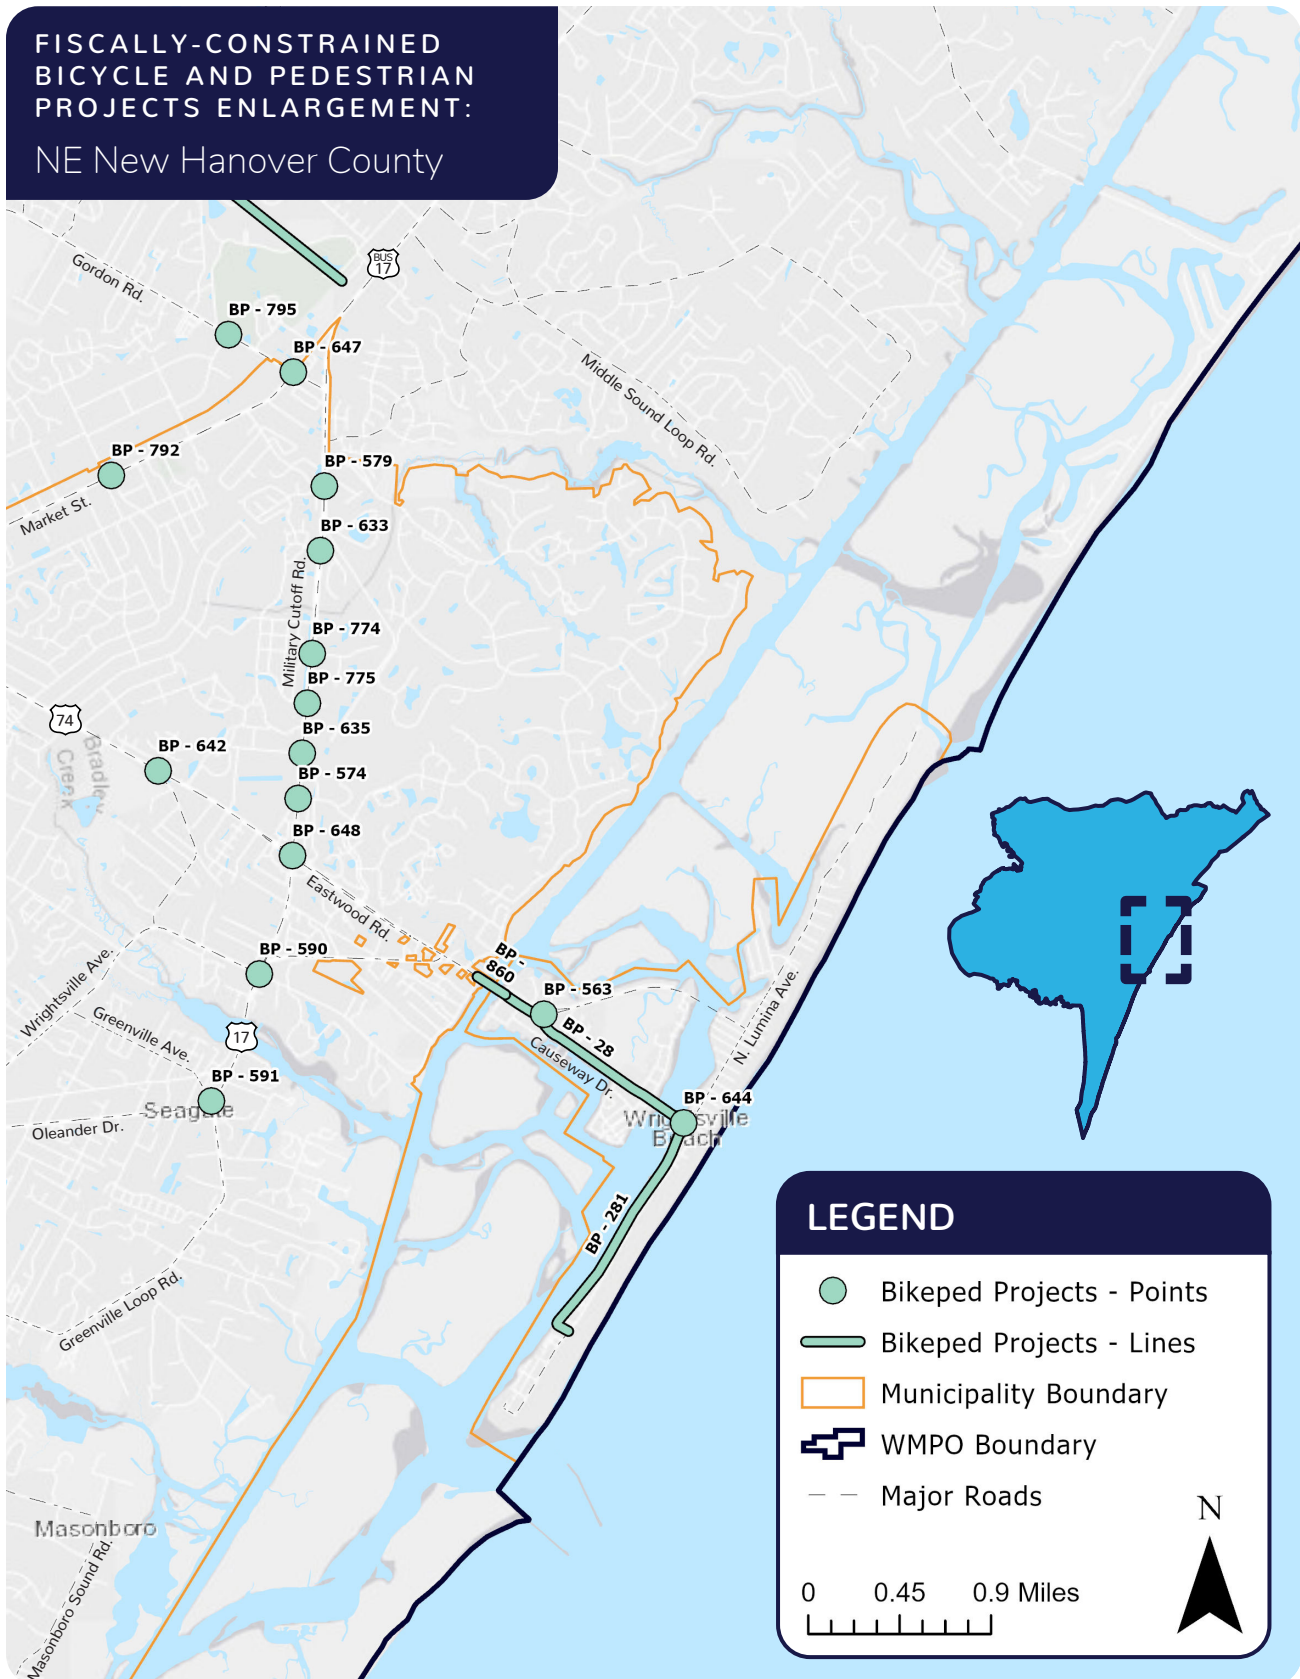 FISCALLY-CONSTRAINED
BICYCLE AND PEDESTRIAN
PROJECTS ENLARGEMENT:
NE New Hanover County
BUS
17
Gordon Rd.
BP - 795
BP - 647
Middle Sound Loop Rd.
BP - 792
BP - 579
Market St.
BP - 633
Military Cutoff Rd.
BP - 774
BP - 775
74
Bradley
Creek
BP - 635
BP - 642
BP - 574
BP - 648
Eastwood Rd.
BP - 590
BP -
860
BP - 563
Wrightsville Ave.
Greenville Ave.
17
BP - 28
Causeway Dr.
N. Lumina Ave.
BP - 591
Seagate
BP - 644
Wrightsville
Beach
Oleander Dr.
BP - 281
Greenville Loop Rd.
Masonboro
Masonboro Sound Rd.
LEGEND
Bikeped Projects - Points
Bikeped Projects - Lines
Municipality Boundary
WMPO Boundary
Major Roads
N
0 0.45 0.9 Miles